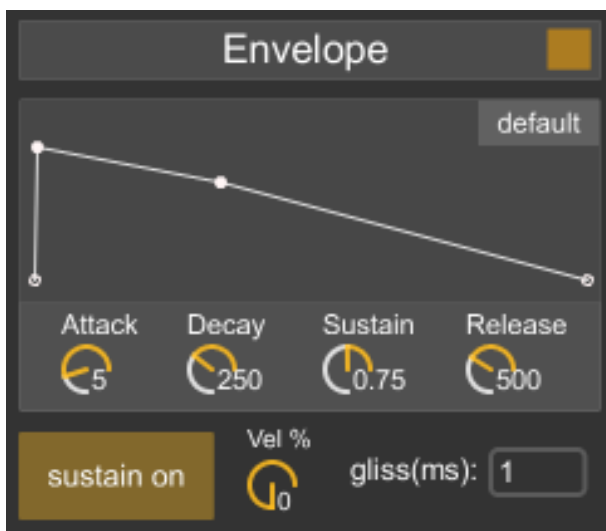 Envelope
default
Attack Decay Sustain Release
5 250 0.75 500
Vel %
sustain on 0 gliss(ms): 1